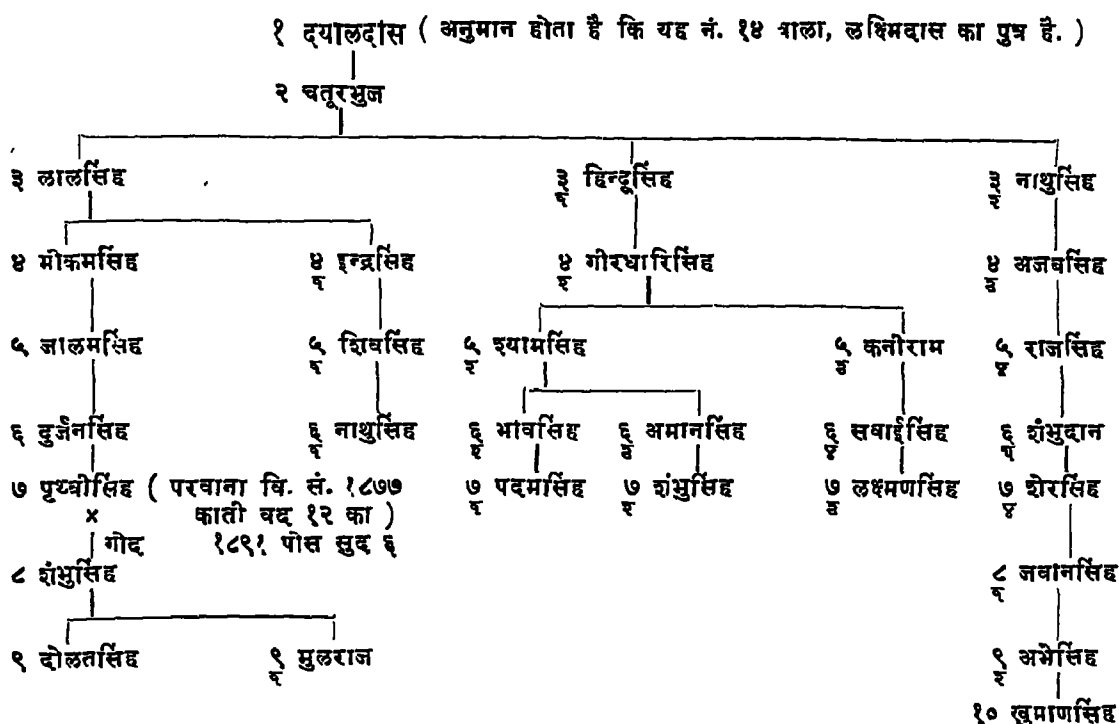 १ दयालदास ( अनुमान होता है कि यह नं. १४ वाला, लक्ष्मिदास का पुत्र है. )
२ चतूरभुज
३ लालसिंह ३ हिन्दूसिंह ३ नाथुसिंह
४ मोकमसिंह ४ इन्द्रसिंह ४ गीरधारिसिंह ४ अजबसिंह
५ जालमसिंह ५ शिवसिंह ५ श्यामसिंह ५ कनीराम ५ राजसिंह
६ दुर्जनसिंह ६ नाथुसिंह ६ भावसिंह ६ अमानसिंह ६ सवाईसिंह ६ शंभुदान
७ पृथ्वीसिंह ( परवाना वि. सं. १८७७ ७ पदमसिंह ७ शंभुसिंह ७ लक्ष्मणसिंह ७ शेरसिंह
× काती वद १२ का )
गोद १८९१ पोस सुद ६
८ शंभुसिंह ८ जवानसिंह
९ दोलतसिंह ९ मुलराज ९ अभेसिंह
१० खुमाणसिंह